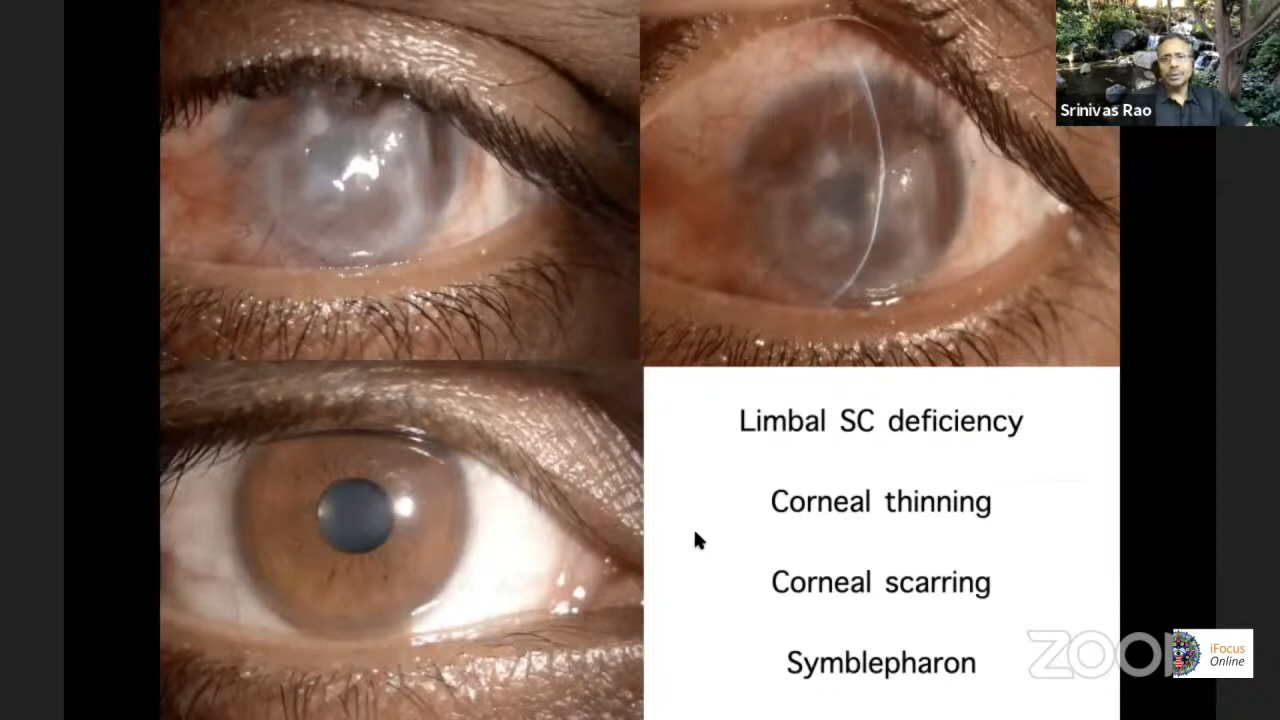 Srinivas Rao
Limbal SC deficiency
Corneal thinning
Corneal scarring
Symblepharon
ZOOM
iFocus
Online